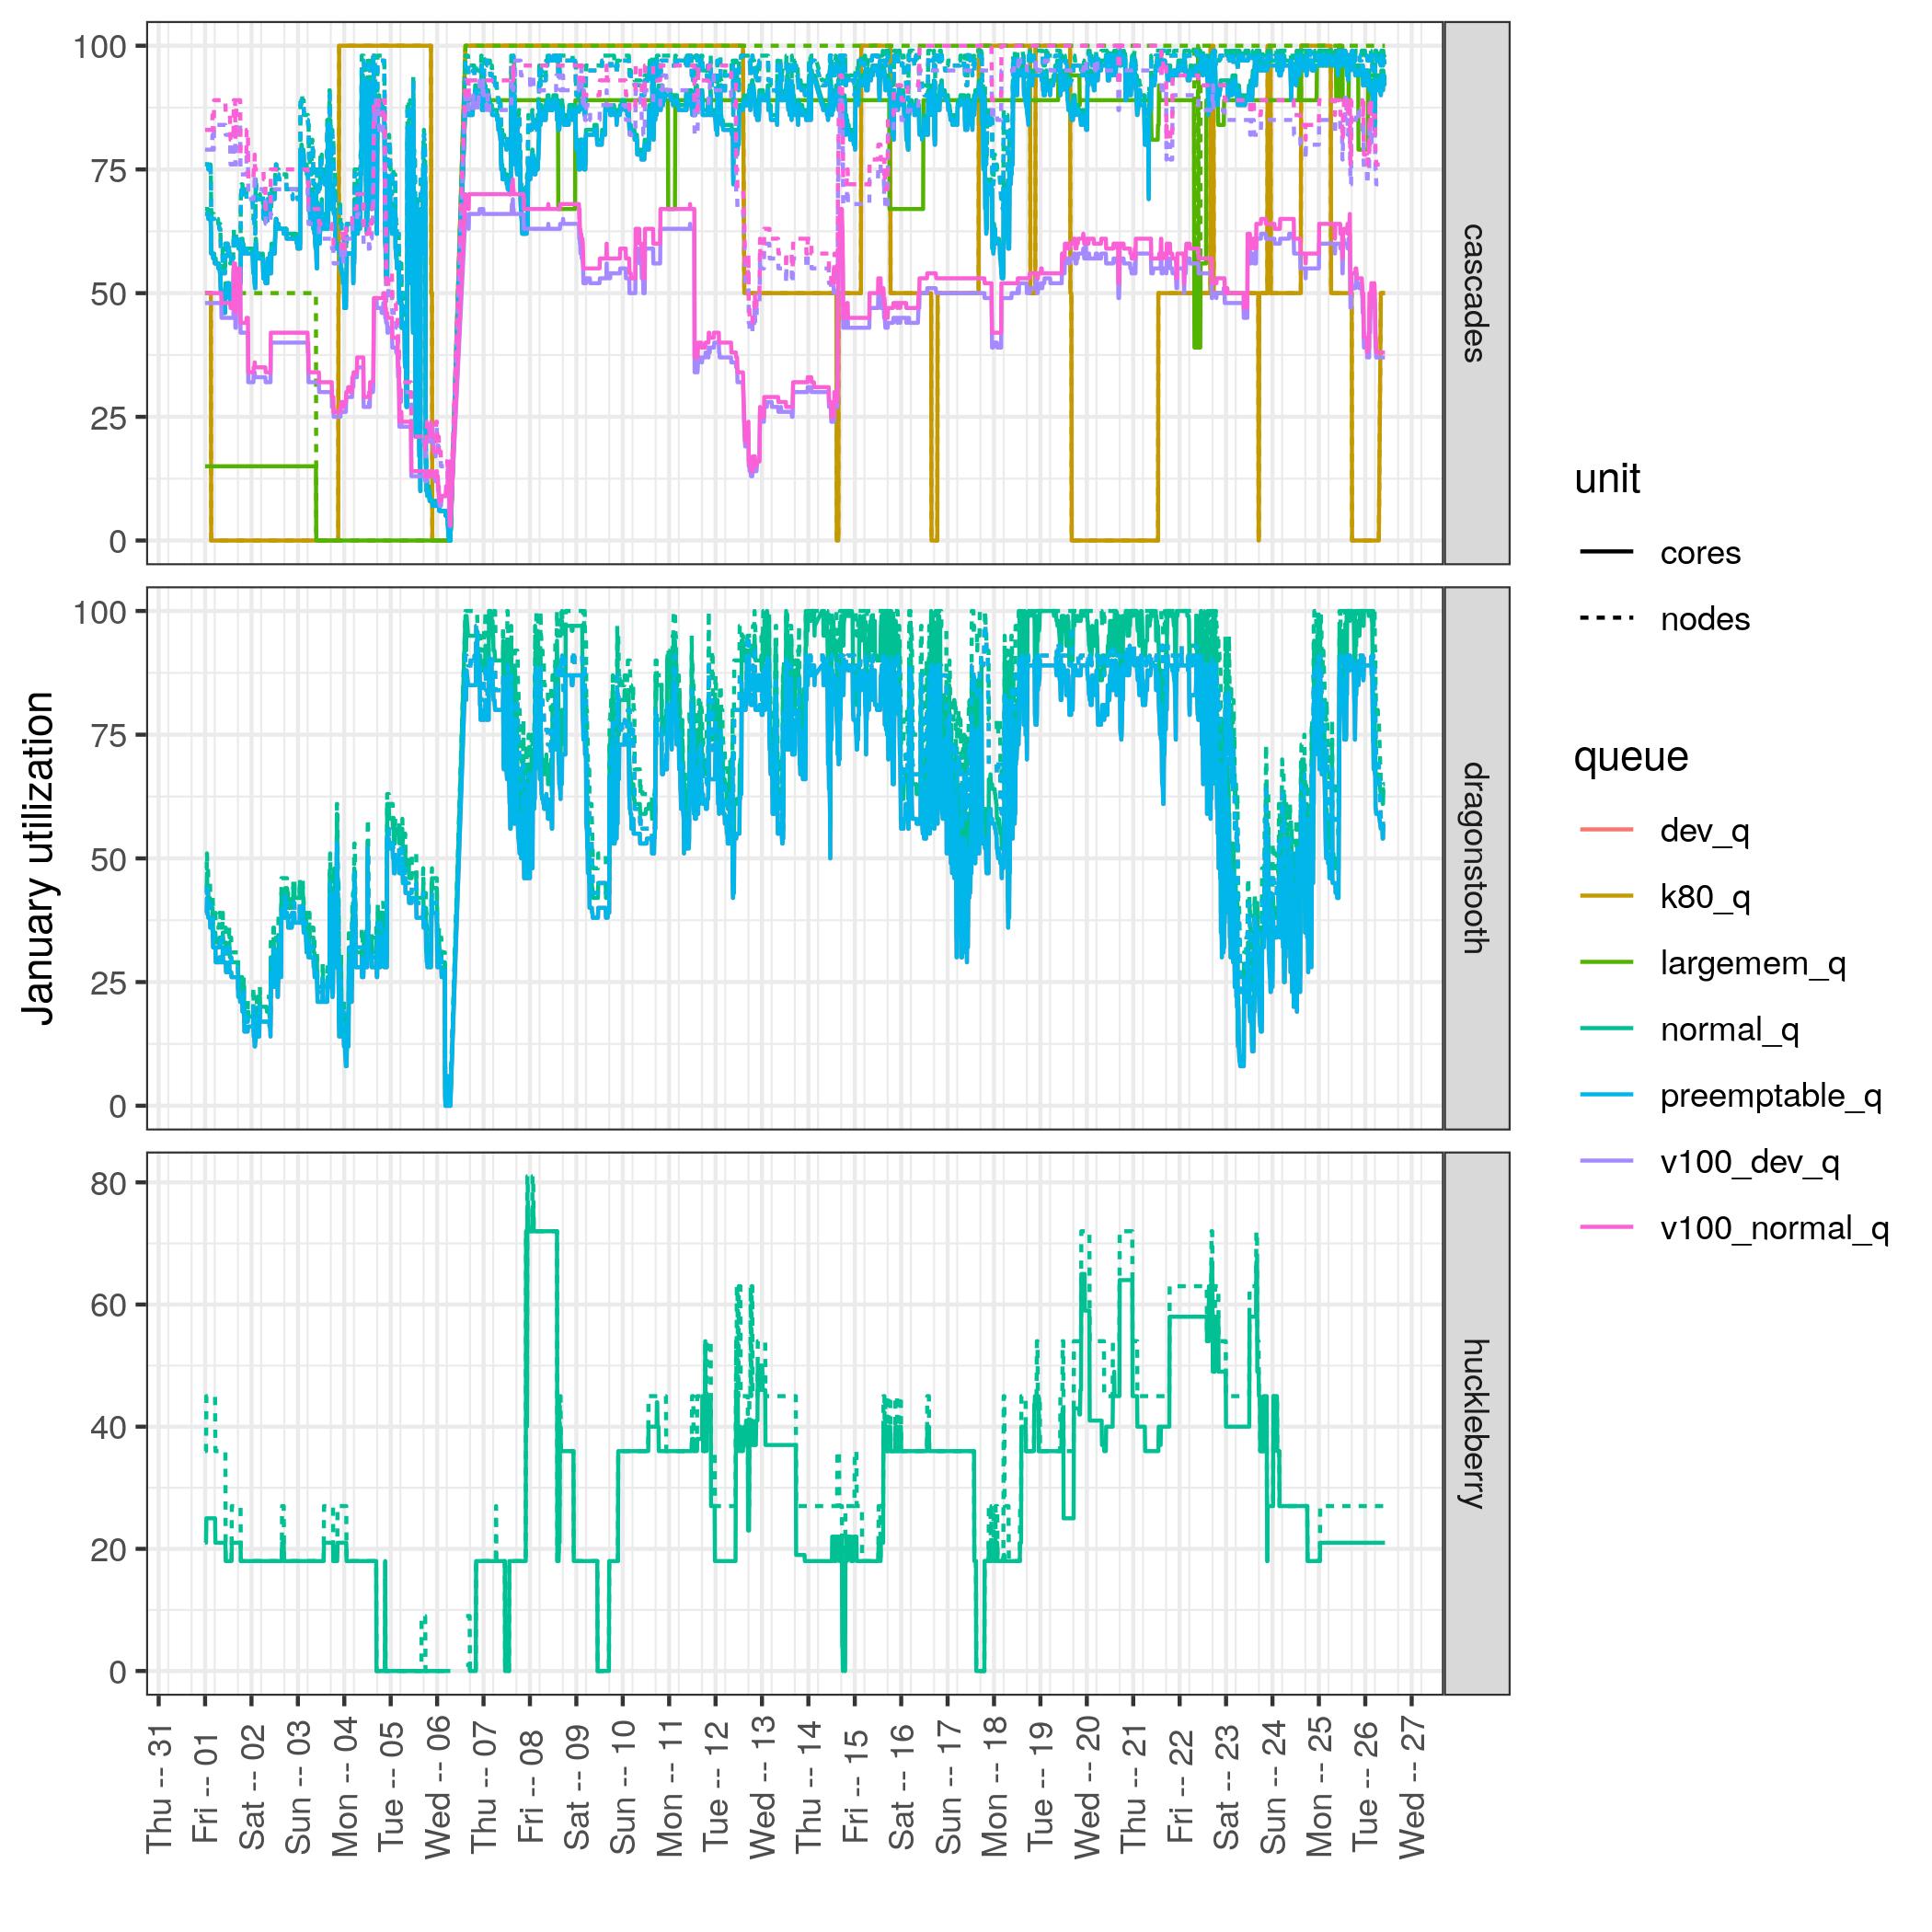 January utilization
100
75
50
25
0
cascades
100
75
50
25
0
dragonstooth
80
60
40
20
0
huckleberry
Thu -- 31
Fri -- 01
Sat -- 02
Sun -- 03
Mon -- 04
Tue -- 05
Wed -- 06
Thu -- 07
Fri -- 08
Sat -- 09
Sun -- 10
Mon -- 11
Tue -- 12
Wed -- 13
Thu -- 14
Fri -- 15
Sat -- 16
Sun -- 17
Mon -- 18
Tue -- 19
Wed -- 20
Thu -- 21
Fri -- 22
Sat -- 23
Sun -- 24
Mon -- 25
Tue -- 26
Wed -- 27
unit
cores
nodes
queue
dev_q
k80_q
largemem_q
normal_q
preemptable_q
v100_dev_q
v100_normal_q